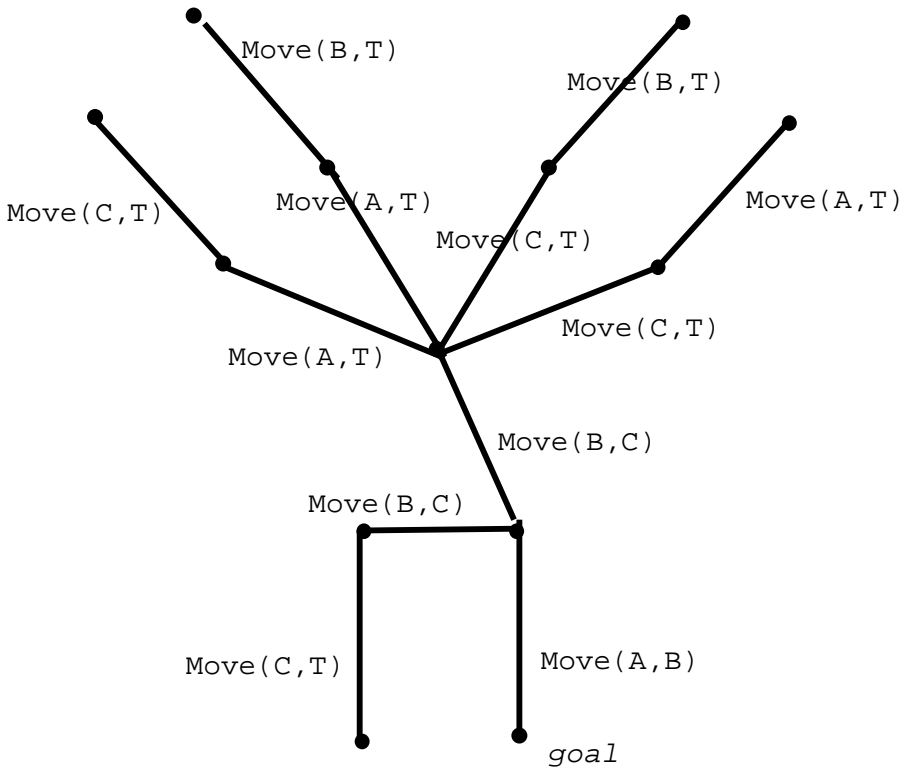 Move(B,T)
Move(B,T)
Move(C,T)
Move(A,T)
Move(A,T)
Move(C,T)
Move(C,T)
Move(A,T)
Move(B,C)
Move(B,C)
Move(C,T)
Move(A,B)
goal